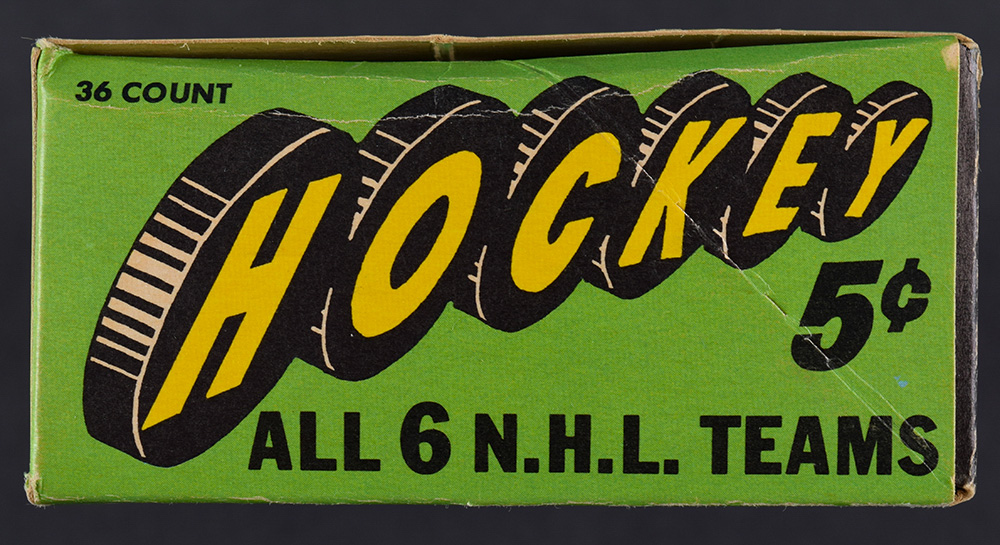 36 COUNT
HOCKEY
5¢
ALL 6 N.H.L. TEAMS